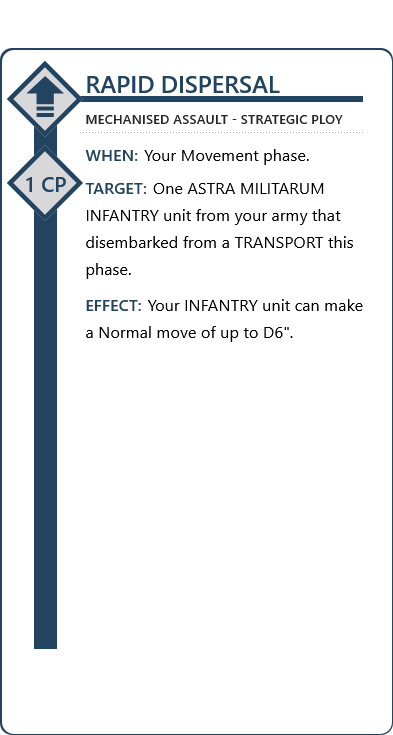 RAPID DISPERSAL
MECHANISED ASSAULT - STRATEGIC PLOY
WHEN: Your Movement phase.
1 CP
TARGET: One ASTRA MILITARUM
INFANTRY unit from your army that
disembarked from a TRANSPORT this
phase.
EFFECT: Your INFANTRY unit can make
a Normal move of up to D6".